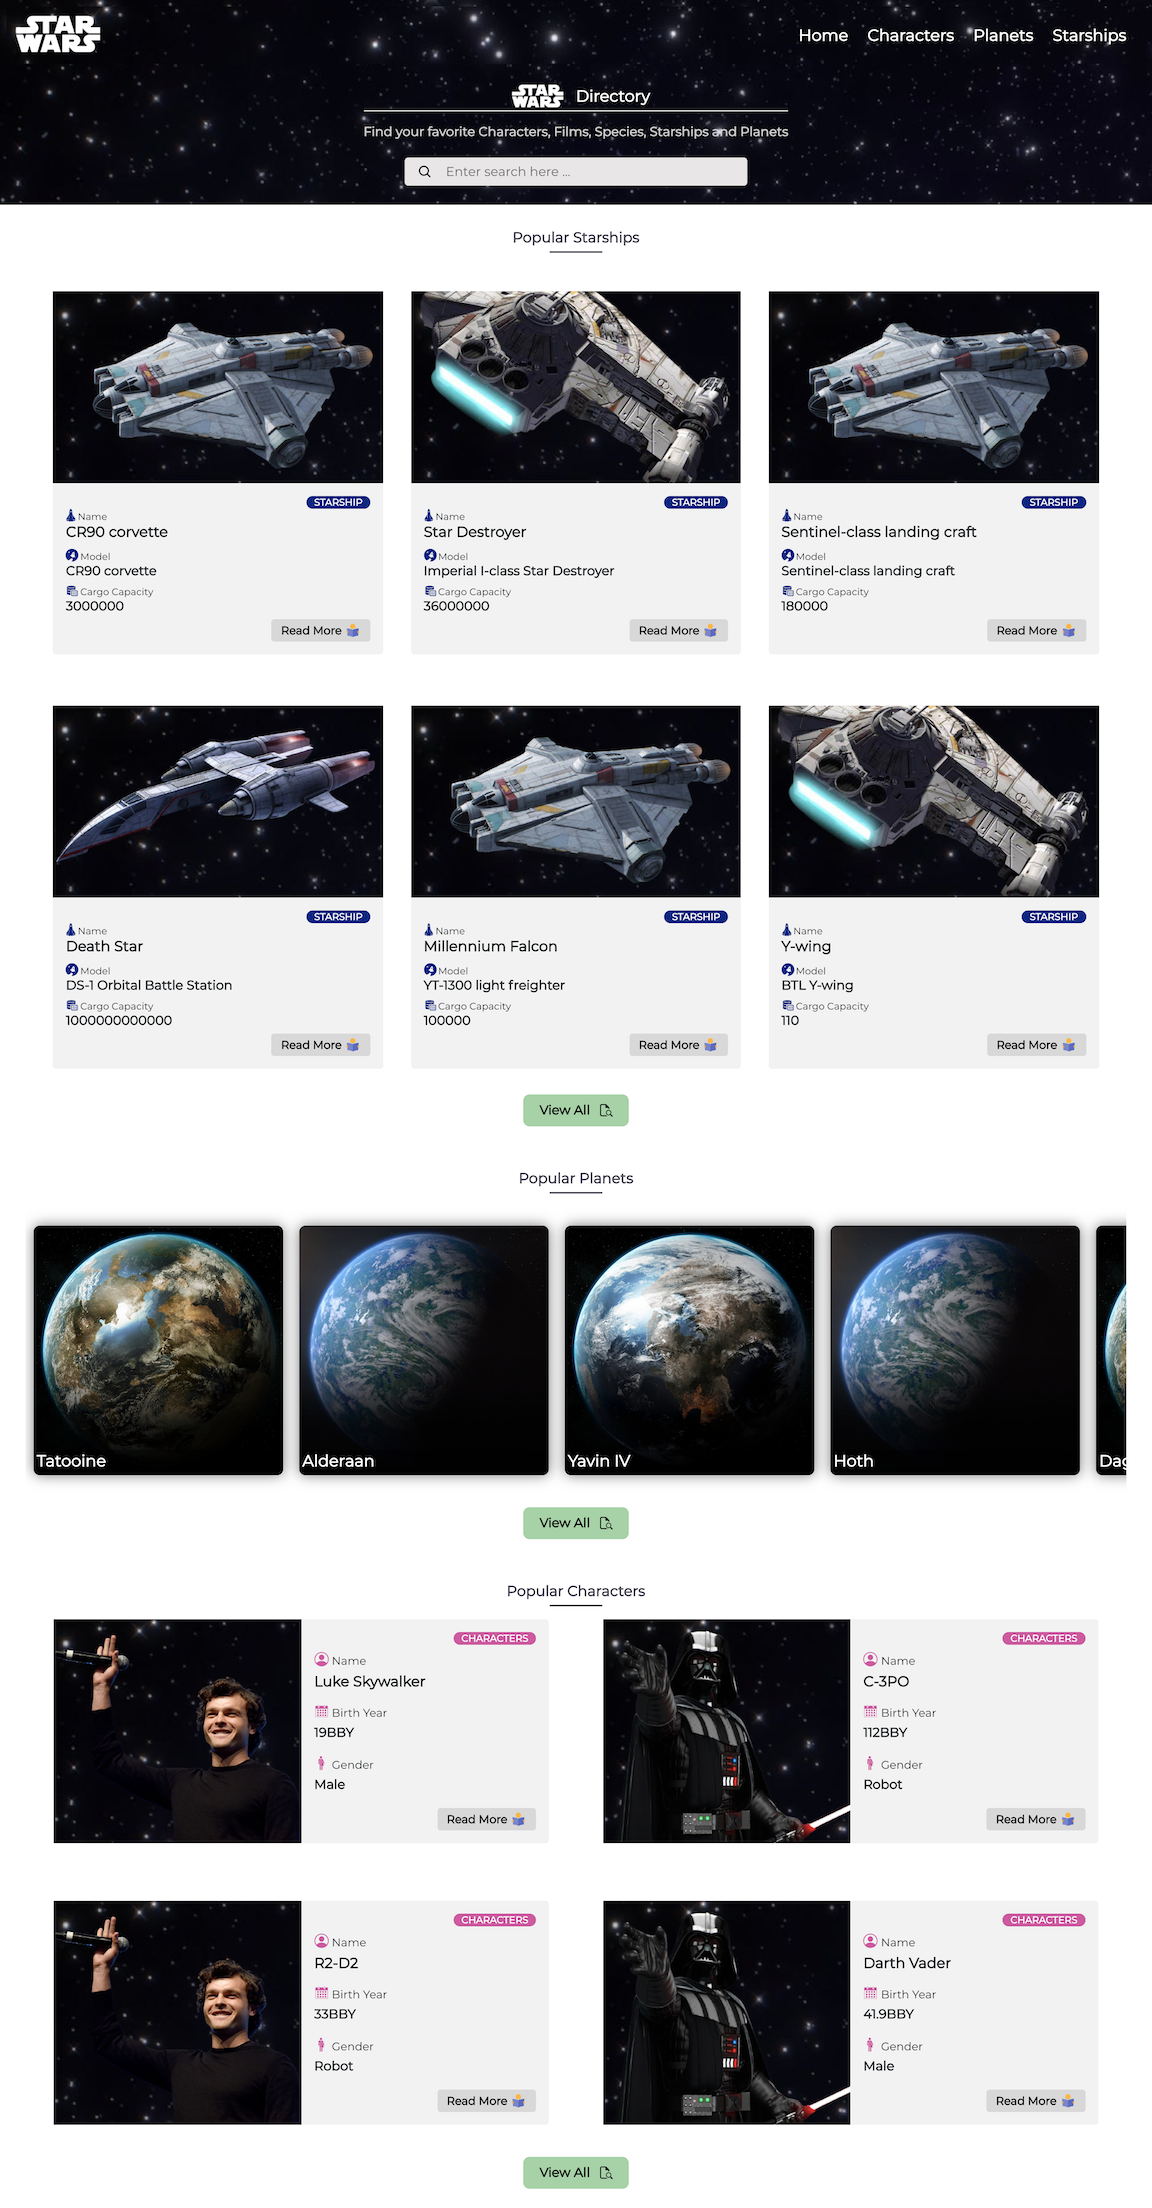 STAR WARS
Home Characters Planets Starships
STAR WARS Directory
Find your favorite Characters, Films, Species, Starships and Planets
Enter search here ...
Popular Starships
STARSHIP
Name
CR90 corvette
Model
CR90 corvette
Cargo Capacity
3000000
Read More
STARSHIP
Name
Star Destroyer
Model
Imperial I-class Star Destroyer
Cargo Capacity
36000000
Read More
STARSHIP
Name
Sentinel-class landing craft
Model
Sentinel-class landing craft
Cargo Capacity
180000
Read More
STARSHIP
Name
Death Star
Model
DS-1 Orbital Battle Station
Cargo Capacity
1000000000000
Read More
STARSHIP
Name
Millennium Falcon
Model
YT-1300 light freighter
Cargo Capacity
100000
Read More
STARSHIP
Name
Y-wing
Model
BTL Y-wing
Cargo Capacity
110
Read More
View All
Popular Planets
Tatooine
Alderaan
Yavin IV
Hoth
Dag
View All
Popular Characters
CHARACTERS
Name
Luke Skywalker
Birth Year
19BBY
Gender
Male
Read More
CHARACTERS
Name
C-3PO
Birth Year
112BBY
Gender
Robot
Read More
CHARACTERS
Name
R2-D2
Birth Year
33BBY
Gender
Robot
Read More
CHARACTERS
Name
Darth Vader
Birth Year
41.9BBY
Gender
Male
Read More
View All